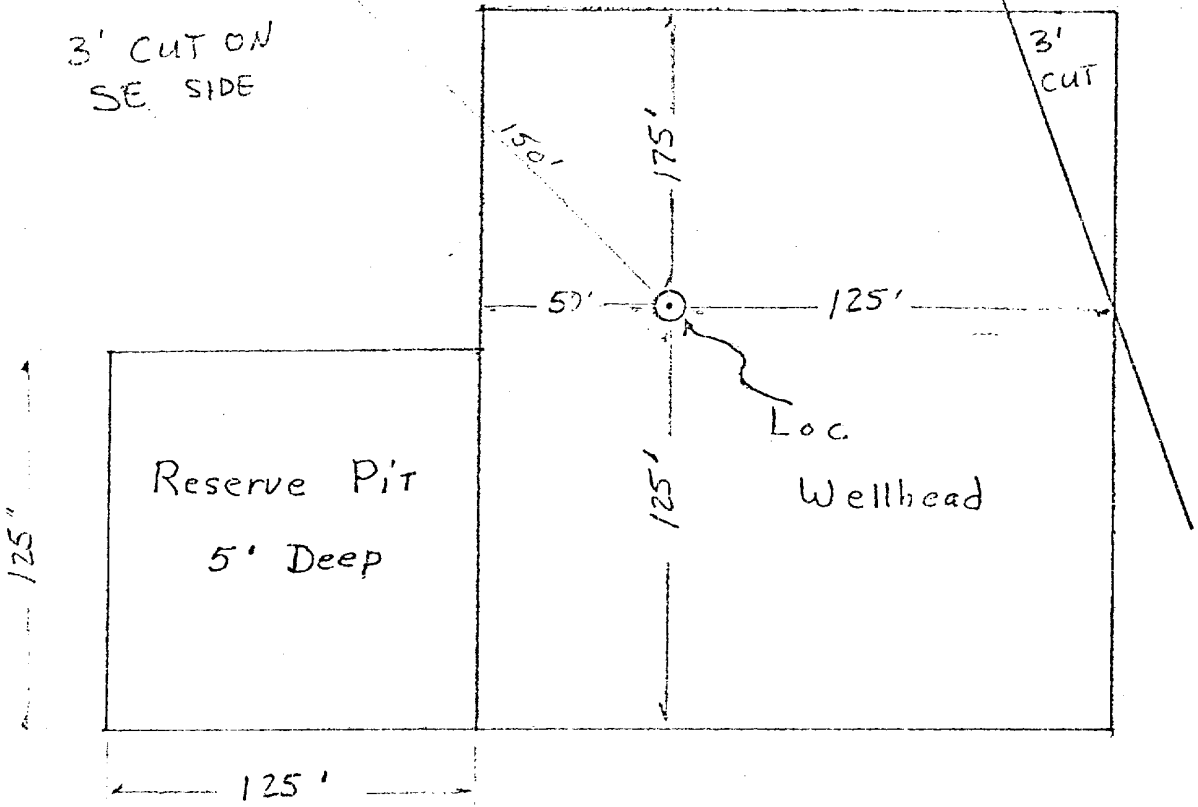 3' CUT ON
SE SIDE
3'
CUT
150'
175'
125'
Loc.
125'
Wellhead
Reserve PiT
5' Deep
125"
125'